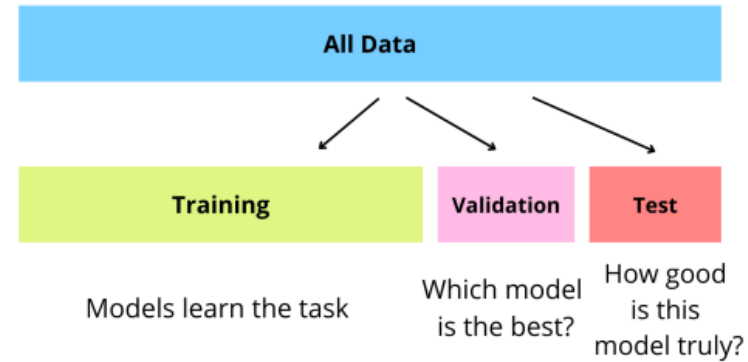 All Data
Training
Validation
Test
Models learn the task
Which model
is the best?
How good
is this
model truly?